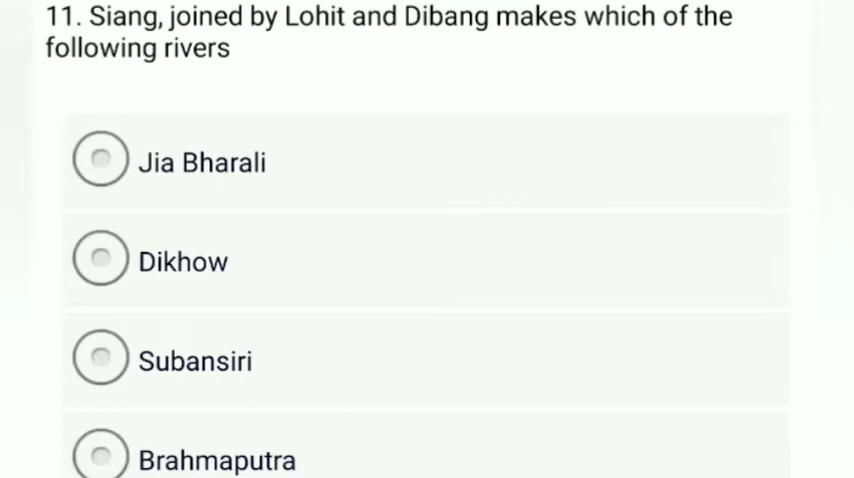 11. Siang, joined by Lohit and Dibang makes which of the
following rivers
Jia Bharali
Dikhow
Subansiri
Brahmaputra